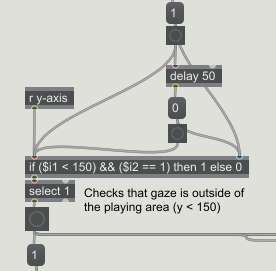 1
delay 50
r y-axis
0
if ($i1 < 150) && ($i2 == 1) then 1 else 0
select 1
Checks that gaze is outside of
the playing area (y < 150)
1